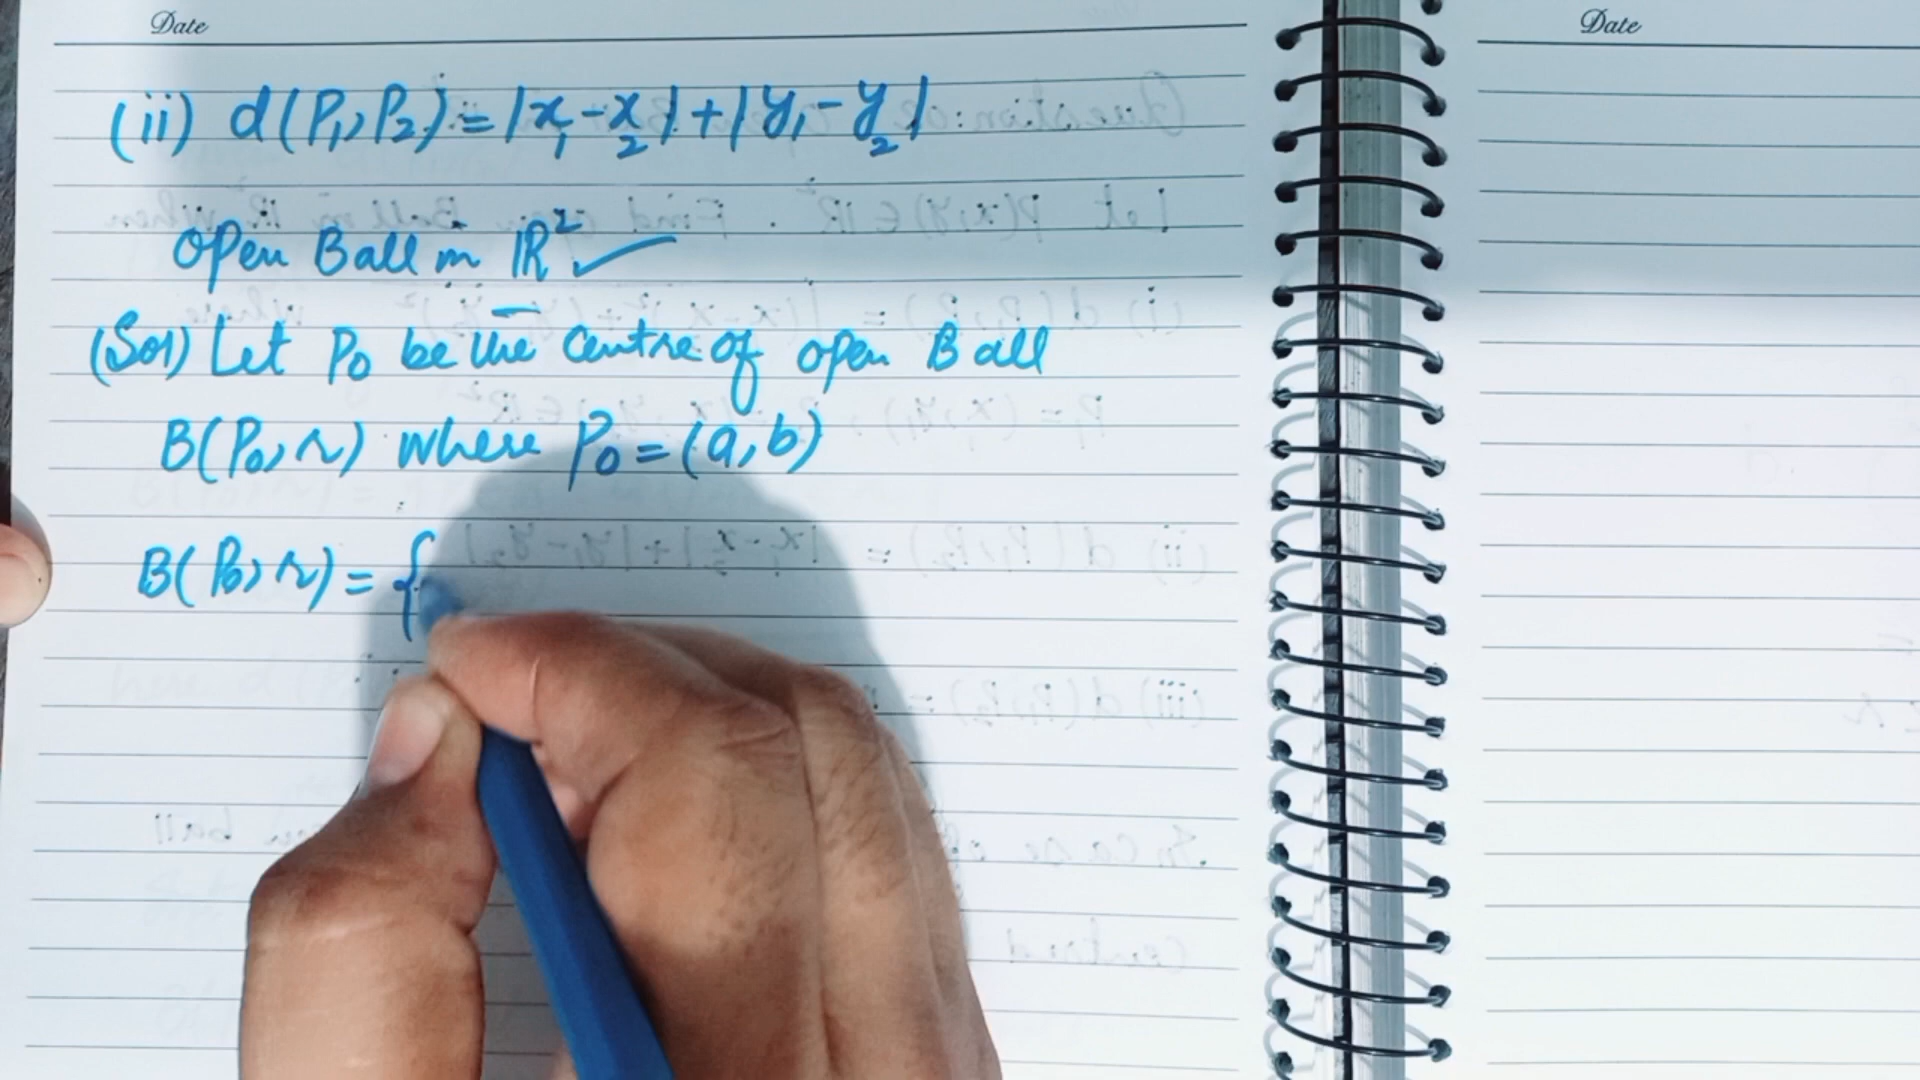 Date
(ii) d(P₁, P₂) = |x₁ - x₂| + |y₁ - y₂|
Open Ball in ℝ² ✓
(Sol) Let P₀ be the Centre of open Ball
B(P₀, r) where P₀ = (a, b)
B(P₀, r) = {
Date